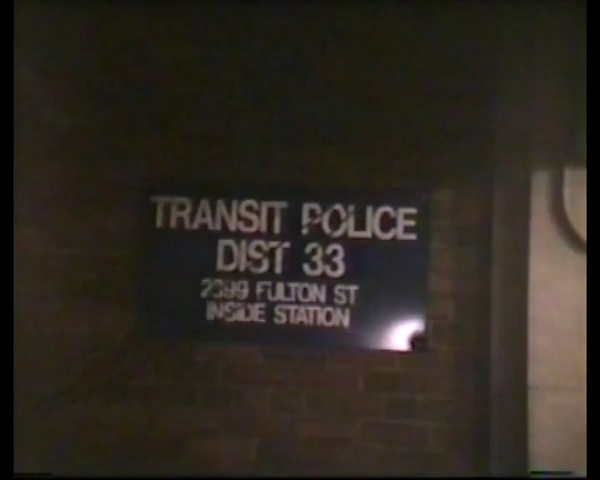 TRANSIT POLICE
DIST 33
2399 FULTON ST
INSIDE STATION